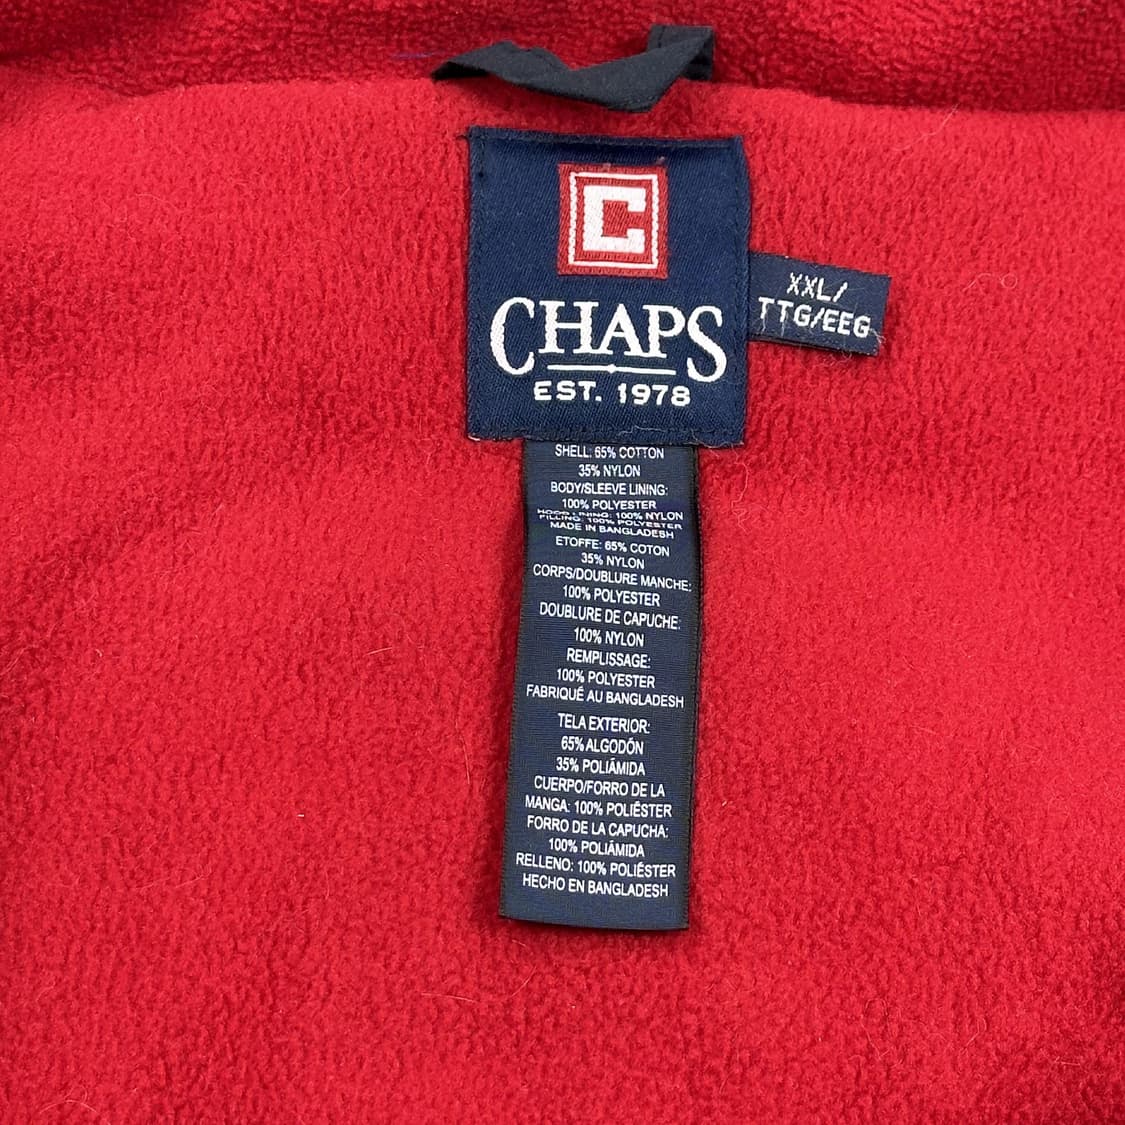 C
CHAPS
EST. 1978
XXL/
TTG/EEG
SHELL: 65% COTTON
35% NYLON
BODY/SLEEVE LINING:
100% POLYESTER
HOOD LINING: 100% NYLON
FILLING: 100% POLYESTER
MADE IN BANGLADESH
ETOFFE: 65% COTON
35% NYLON
CORPS/DOUBLURE MANCHE:
100% POLYESTER
DOUBLURE DE CAPUCHE:
100% NYLON
REMPLISSAGE:
100% POLYESTER
FABRIQUÉ AU BANGLADESH
TELA EXTERIOR:
65% ALGODÓN
35% POLIÁMIDA
CUERPO/FORRO DE LA
MANGA: 100% POLIÉSTER
FORRO DE LA CAPUCHA:
100% POLIÁMIDA
RELLENO: 100% POLIÉSTER
HECHO EN BANGLADESH